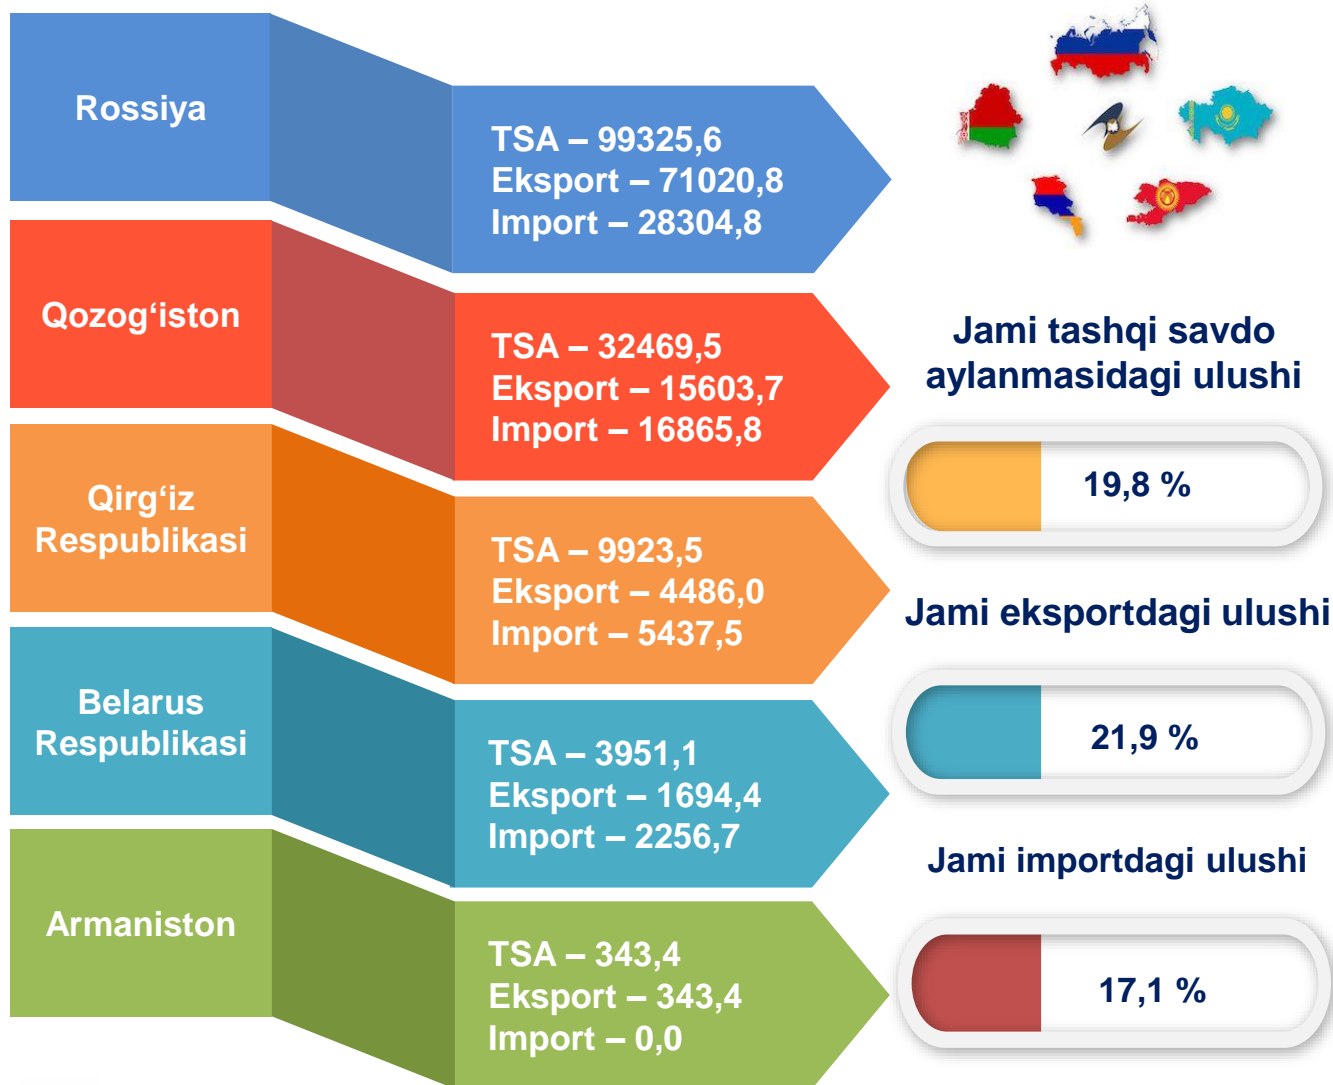 Rossiya
TSA – 99325,6
Eksport – 71020,8
Import – 28304,8
Qozog‘iston
TSA – 32469,5
Eksport – 15603,7
Import – 16865,8
Qirg‘iz
Respublikasi
TSA – 9923,5
Eksport – 4486,0
Import – 5437,5
Belarus
Respublikasi
TSA – 3951,1
Eksport – 1694,4
Import – 2256,7
Armaniston
TSA – 343,4
Eksport – 343,4
Import – 0,0
Jami tashqi savdo
aylanmasidagi ulushi
19,8 %
Jami eksportdagi ulushi
21,9 %
Jami importdagi ulushi
17,1 %